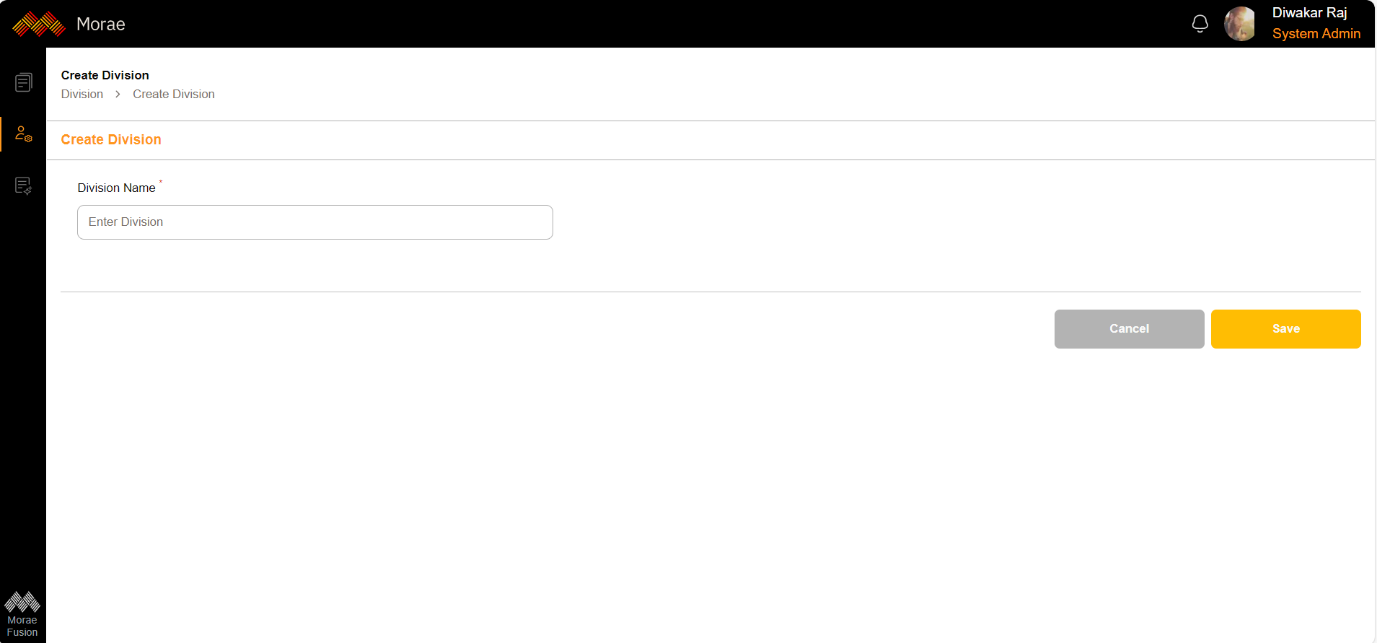 Morae
Diwakar Raj
System Admin
Create Division
Division > Create Division
Create Division
Division Name *
Enter Division
Cancel
Save
Morae
Fusion